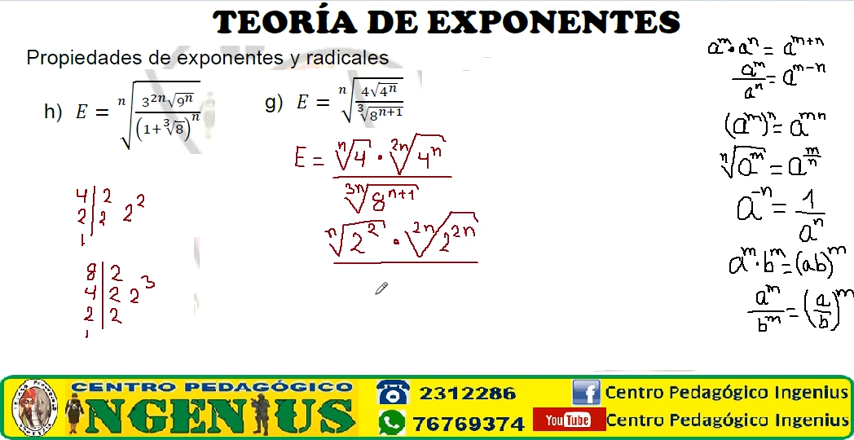 TEORÍA DE EXPONENTES
Propiedades de exponentes y radicales
h) E = ⁿ√(3²ⁿ√9ⁿ / (1+∛8)ⁿ)
g) E = ⁿ√(4√4ⁿ / ∛8ⁿ⁺¹)
E = ⁿ√4 · ²ⁿ√4ⁿ / ³ⁿ√8ⁿ⁺¹
ⁿ√2² · ²ⁿ√2²ⁿ
4 | 2
2 | 2 2²
1
8 | 2
4 | 2 2³
2 | 2
1
aᵐ · aⁿ = aᵐ⁺ⁿ
aᵐ/aⁿ = aᵐ⁻ⁿ
(aᵐ)ⁿ = aᵐⁿ
ⁿ√aᵐ = a^(m/n)
a⁻ⁿ = 1/aⁿ
aᵐ · bᵐ = (ab)ᵐ
aᵐ/bᵐ = (a/b)ᵐ
CENTRO PEDAGÓGICO
INGENIUS
2312286
76769374
f Centro Pedagógico Ingenius
YouTube Centro Pedagógico Ingenius